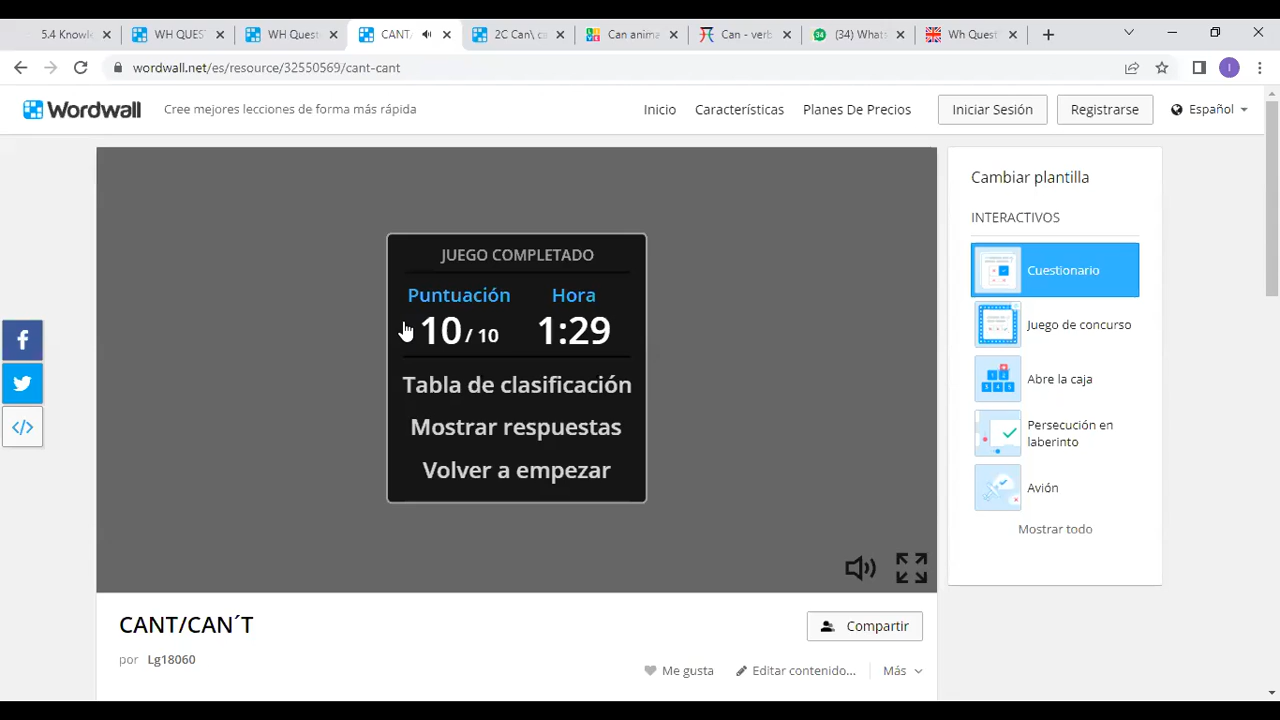 5.4 Knowle
WH QUES
WH Quest
CANT/
2C Can\ ca
Can anima
Can - verb
(34) Whats
Wh Quest
wordwall.net/es/resource/32550569/cant-cant
I
Wordwall
Cree mejores lecciones de forma más rápida
Inicio
Características
Planes De Precios
Iniciar Sesión
Registrarse
Español
JUEGO COMPLETADO
Puntuación
Hora
10 / 10
1:29
Tabla de clasificación
Mostrar respuestas
Volver a empezar
Cambiar plantilla
INTERACTIVOS
Cuestionario
Juego de concurso
Abre la caja
Persecución en
laberinto
Avión
Mostrar todo
CANT/CAN´T
Compartir
por Lg18060
Me gusta
Editar contenido...
Más